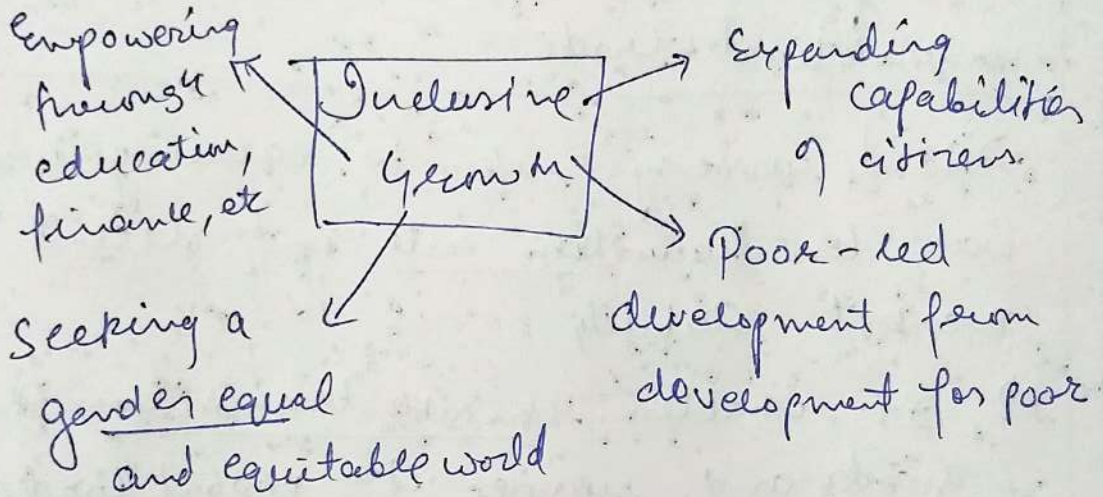 Empowering
through
education,
finance, etc
Inclusive
Growth
Expanding
capabilities
of citizens.
Poor-led
development from
development for poor
Seeking a
gender equal
and equitable world